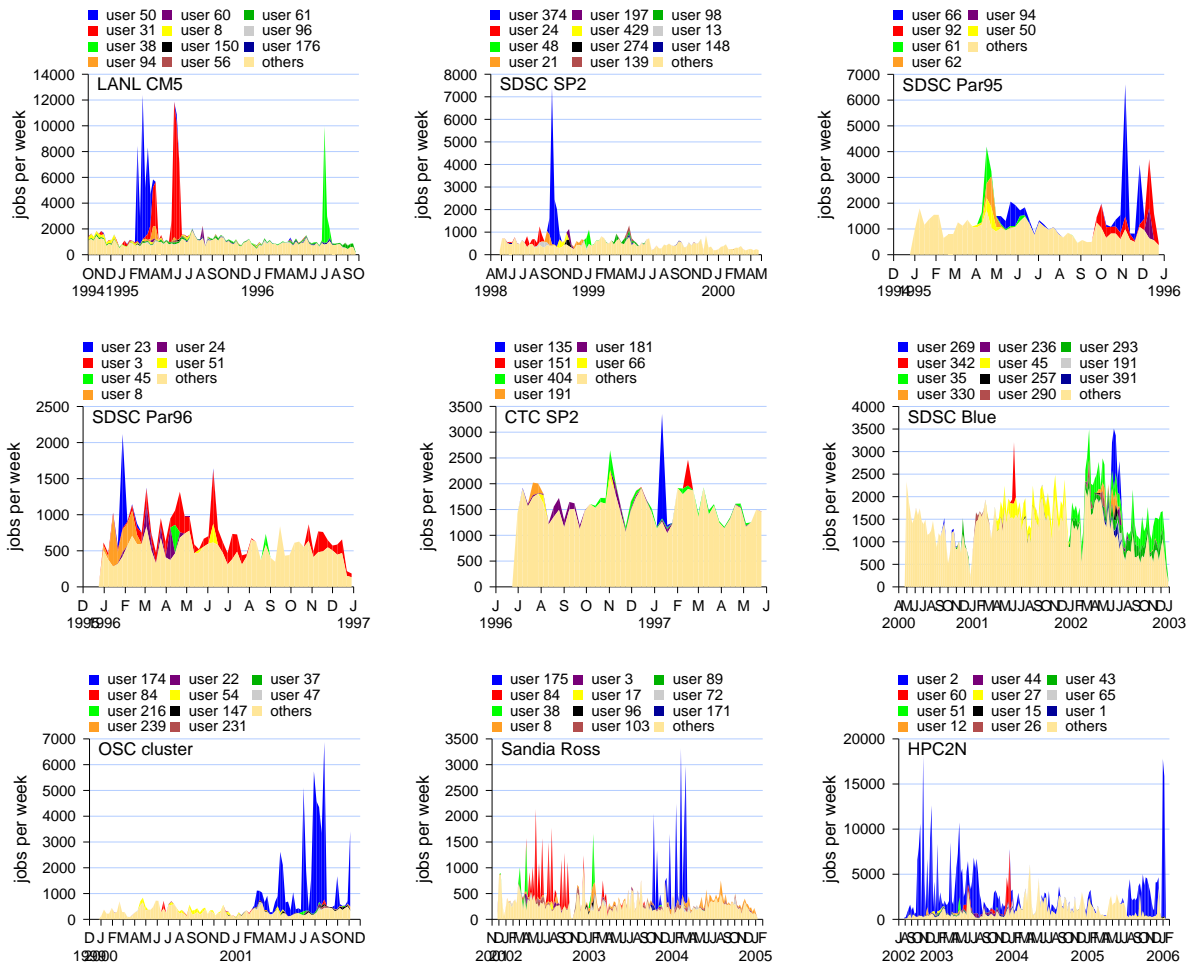 user 50 user 60 user 61
user 31 user 8 user 96
user 38 user 150 user 176
user 94 user 56 others
LANL CM5
jobs per week
14000
12000
10000
8000
6000
4000
2000
0
O N D J F M A M J J A S O N D J F M A M J J A S O
1994 1995 1996
user 374 user 197 user 98
user 24 user 429 user 13
user 48 user 274 user 148
user 21 user 139 others
SDSC SP2
jobs per week
8000
7000
6000
5000
4000
3000
2000
1000
0
A M J J A S O N D J F M A M J J A S O N D J F M A M
1998 1999 2000
user 66 user 94
user 92 user 50
user 61 others
user 62
SDSC Par95
jobs per week
7000
6000
5000
4000
3000
2000
1000
0
D J F M A M J J A S O N D J
1994 1995 1996
user 23 user 24
user 3 user 51
user 45 others
user 8
SDSC Par96
jobs per week
2500
2000
1500
1000
500
0
D J F M A M J J A S O N D J
1995 1996 1997
user 135 user 181
user 151 user 66
user 404 others
user 191
CTC SP2
jobs per week
3500
3000
2500
2000
1500
1000
500
0
J J A S O N D J F M A M J
1996 1997
user 269 user 236 user 293
user 342 user 45 user 191
user 35 user 257 user 391
user 330 user 290 others
SDSC Blue
jobs per week
4000
3500
3000
2500
2000
1500
1000
500
0
A M J J A S O N D J F M A M J J A S O N D J F M A M J J A S O N D J
2000 2001 2002 2003
user 174 user 22 user 37
user 84 user 54 user 47
user 216 user 147 others
user 239 user 231
OSC cluster
jobs per week
7000
6000
5000
4000
3000
2000
1000
0
D J F M A M J J A S O N D J F M A M J J A S O N D
1999 2000 2001
user 175 user 3 user 89
user 84 user 17 user 72
user 38 user 96 user 171
user 8 user 103 others
Sandia Ross
jobs per week
3500
3000
2500
2000
1500
1000
500
0
2003 2004 2005
user 2 user 44 user 43
user 60 user 27 user 65
user 51 user 15 user 1
user 12 user 26 others
HPC2N
jobs per week
20000
15000
10000
5000
0
2002 2003 2004 2005 2006